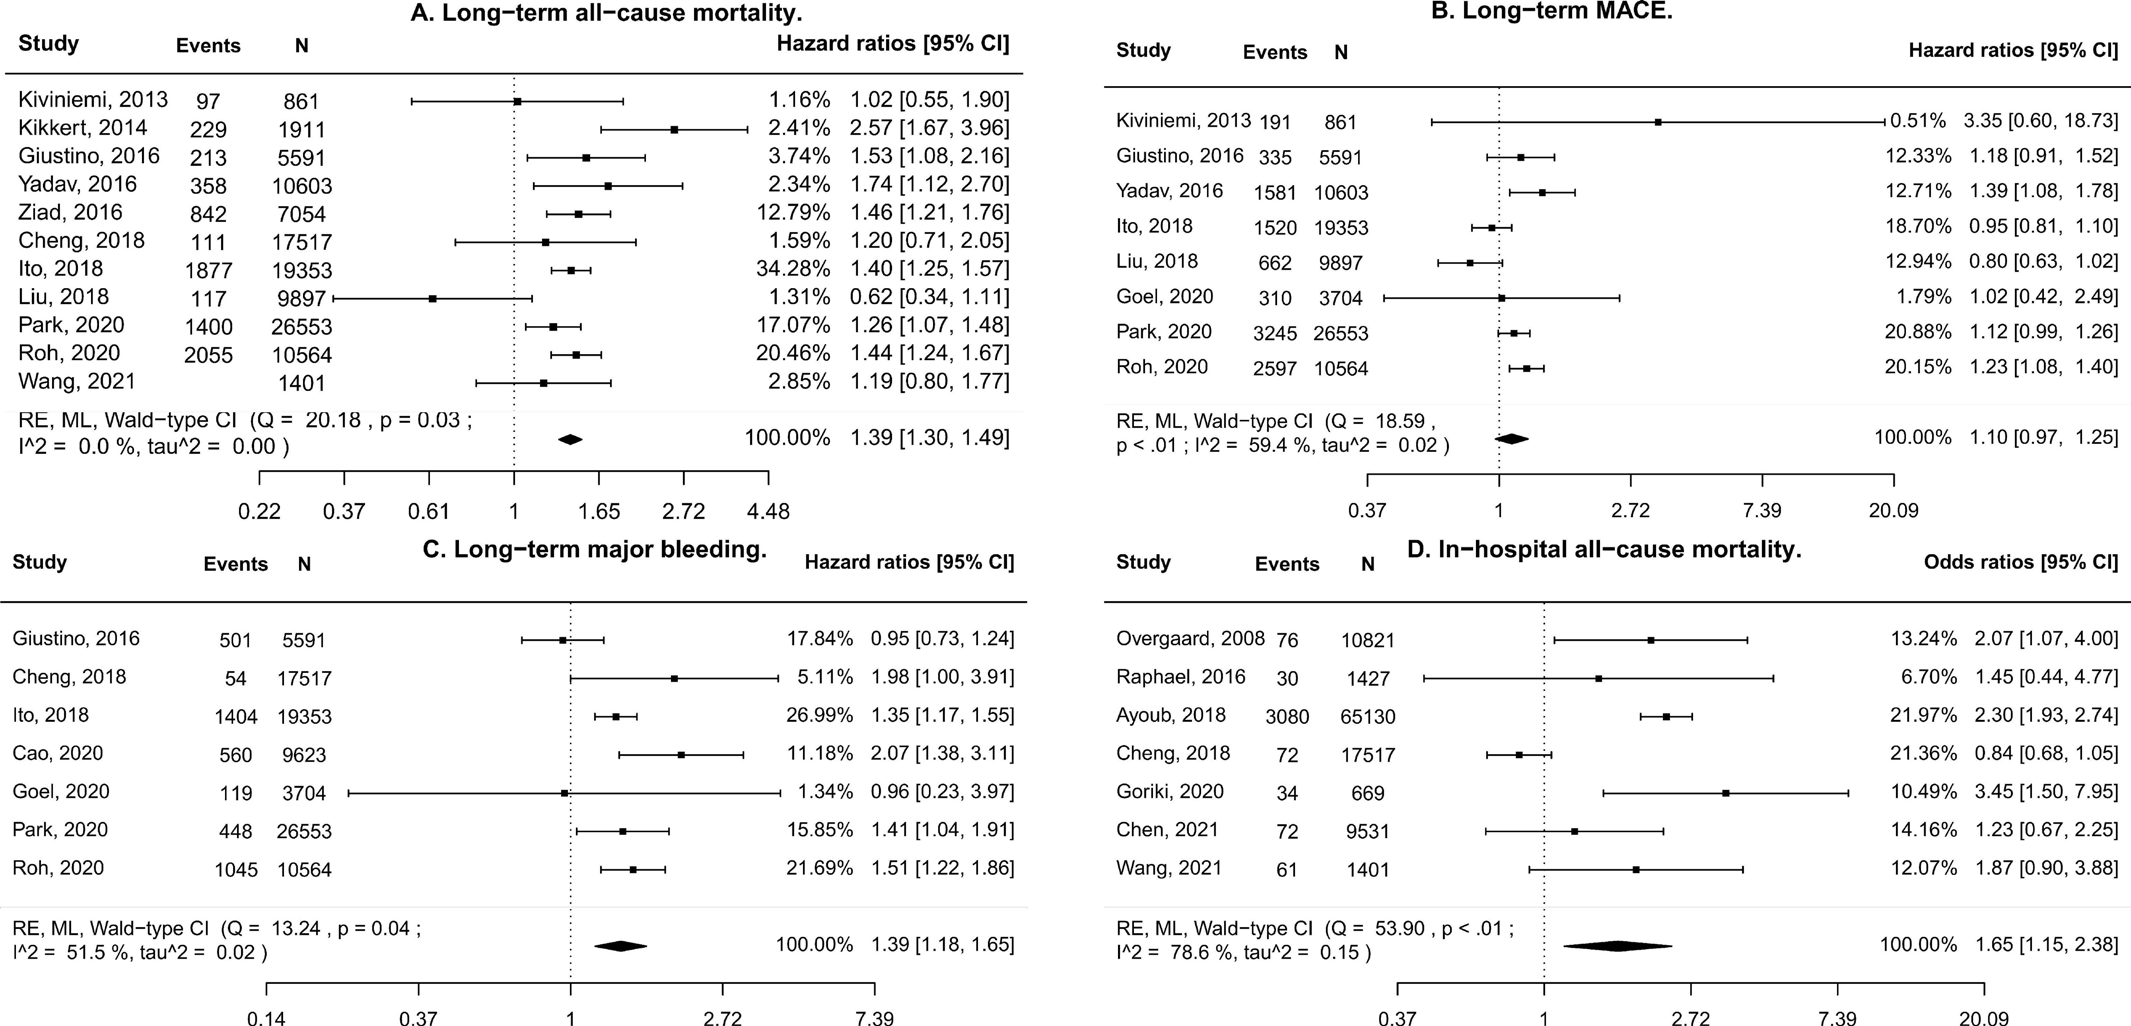 A. Long−term all−cause mortality.
Study Events N Hazard ratios [95% CI]
Kiviniemi, 2013 97 861 1.16% 1.02 [0.55, 1.90]
Kikkert, 2014 229 1911 2.41% 2.57 [1.67, 3.96]
Giustino, 2016 213 5591 3.74% 1.53 [1.08, 2.16]
Yadav, 2016 358 10603 2.34% 1.74 [1.12, 2.70]
Ziad, 2016 842 7054 12.79% 1.46 [1.21, 1.76]
Cheng, 2018 111 17517 1.59% 1.20 [0.71, 2.05]
Ito, 2018 1877 19353 34.28% 1.40 [1.25, 1.57]
Liu, 2018 117 9897 1.31% 0.62 [0.34, 1.11]
Park, 2020 1400 26553 17.07% 1.26 [1.07, 1.48]
Roh, 2020 2055 10564 20.46% 1.44 [1.24, 1.67]
Wang, 2021 1401 2.85% 1.19 [0.80, 1.77]
RE, ML, Wald−type CI (Q = 20.18 , p = 0.03 ;
I^2 = 0.0 %, tau^2 = 0.00 ) 100.00% 1.39 [1.30, 1.49]
0.22 0.37 0.61 1 1.65 2.72 4.48
B. Long−term MACE.
Study Events N Hazard ratios [95% CI]
Kiviniemi, 2013 191 861 0.51% 3.35 [0.60, 18.73]
Giustino, 2016 335 5591 12.33% 1.18 [0.91, 1.52]
Yadav, 2016 1581 10603 12.71% 1.39 [1.08, 1.78]
Ito, 2018 1520 19353 18.70% 0.95 [0.81, 1.10]
Liu, 2018 662 9897 12.94% 0.80 [0.63, 1.02]
Goel, 2020 310 3704 1.79% 1.02 [0.42, 2.49]
Park, 2020 3245 26553 20.88% 1.12 [0.99, 1.26]
Roh, 2020 2597 10564 20.15% 1.23 [1.08, 1.40]
RE, ML, Wald−type CI (Q = 18.59 ,
p < .01 ; I^2 = 59.4 %, tau^2 = 0.02 ) 100.00% 1.10 [0.97, 1.25]
0.37 1 2.72 7.39 20.09
C. Long−term major bleeding.
Study Events N Hazard ratios [95% CI]
Giustino, 2016 501 5591 17.84% 0.95 [0.73, 1.24]
Cheng, 2018 54 17517 5.11% 1.98 [1.00, 3.91]
Ito, 2018 1404 19353 26.99% 1.35 [1.17, 1.55]
Cao, 2020 560 9623 11.18% 2.07 [1.38, 3.11]
Goel, 2020 119 3704 1.34% 0.96 [0.23, 3.97]
Park, 2020 448 26553 15.85% 1.41 [1.04, 1.91]
Roh, 2020 1045 10564 21.69% 1.51 [1.22, 1.86]
RE, ML, Wald−type CI (Q = 13.24 , p = 0.04 ;
I^2 = 51.5 %, tau^2 = 0.02 ) 100.00% 1.39 [1.18, 1.65]
0.14 0.37 1 2.72 7.39
D. In−hospital all−cause mortality.
Study Events N Odds ratios [95% CI]
Overgaard, 2008 76 10821 13.24% 2.07 [1.07, 4.00]
Raphael, 2016 30 1427 6.70% 1.45 [0.44, 4.77]
Ayoub, 2018 3080 65130 21.97% 2.30 [1.93, 2.74]
Cheng, 2018 72 17517 21.36% 0.84 [0.68, 1.05]
Goriki, 2020 34 669 10.49% 3.45 [1.50, 7.95]
Chen, 2021 72 9531 14.16% 1.23 [0.67, 2.25]
Wang, 2021 61 1401 12.07% 1.87 [0.90, 3.88]
RE, ML, Wald−type CI (Q = 53.90 , p < .01 ;
I^2 = 78.6 %, tau^2 = 0.15 ) 100.00% 1.65 [1.15, 2.38]
0.37 1 2.72 7.39 20.09